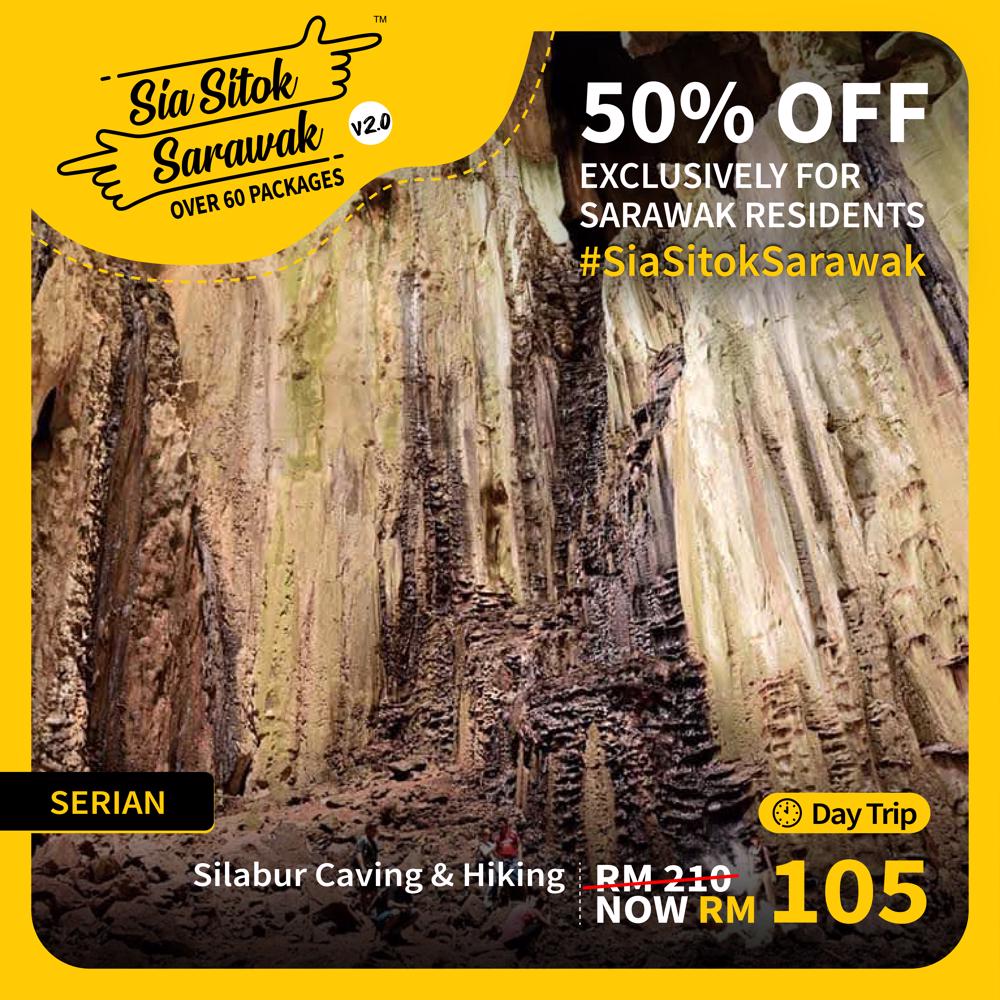 Sia Sitok
Sarawak
TM
V2.0
OVER 60 PACKAGES
50% OFF
EXCLUSIVELY FOR
SARAWAK RESIDENTS
#SiaSitokSarawak
SERIAN
Day Trip
Silabur Caving & Hiking
RM 210
NOW RM 105